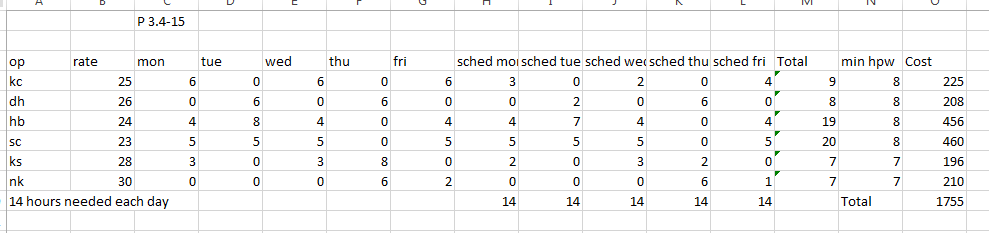 A B C D E F G H I J K L M N O
P 3.4-15
op rate mon tue wed thu fri sched mo sched tue sched we sched thu sched fri Total min hpw Cost
kc 25 6 0 6 0 6 3 0 2 0 4 9 8 225
dh 26 0 6 0 6 0 0 2 0 6 0 8 8 208
hb 24 4 8 4 0 4 4 7 4 0 4 19 8 456
sc 23 5 5 5 0 5 5 5 5 0 5 20 8 460
ks 28 3 0 3 8 0 2 0 3 2 0 7 7 196
nk 30 0 0 0 6 2 0 0 0 6 1 7 7 210
14 hours needed each day 14 14 14 14 14 Total 1755